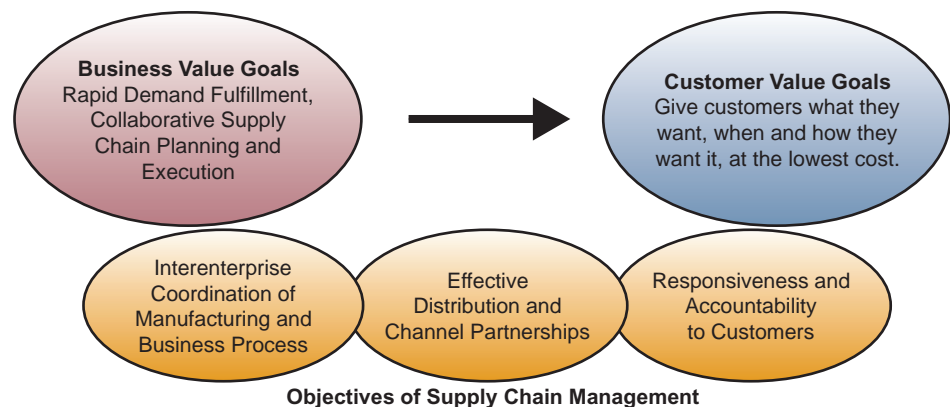 Business Value Goals
Rapid Demand Fulfillment,
Collaborative Supply
Chain Planning and
Execution
Customer Value Goals
Give customers what they
want, when and how they
want it, at the lowest cost.
Interenterprise
Coordination of
Manufacturing and
Business Process
Effective
Distribution and
Channel Partnerships
Responsiveness and
Accountability
to Customers
Objectives of Supply Chain Management